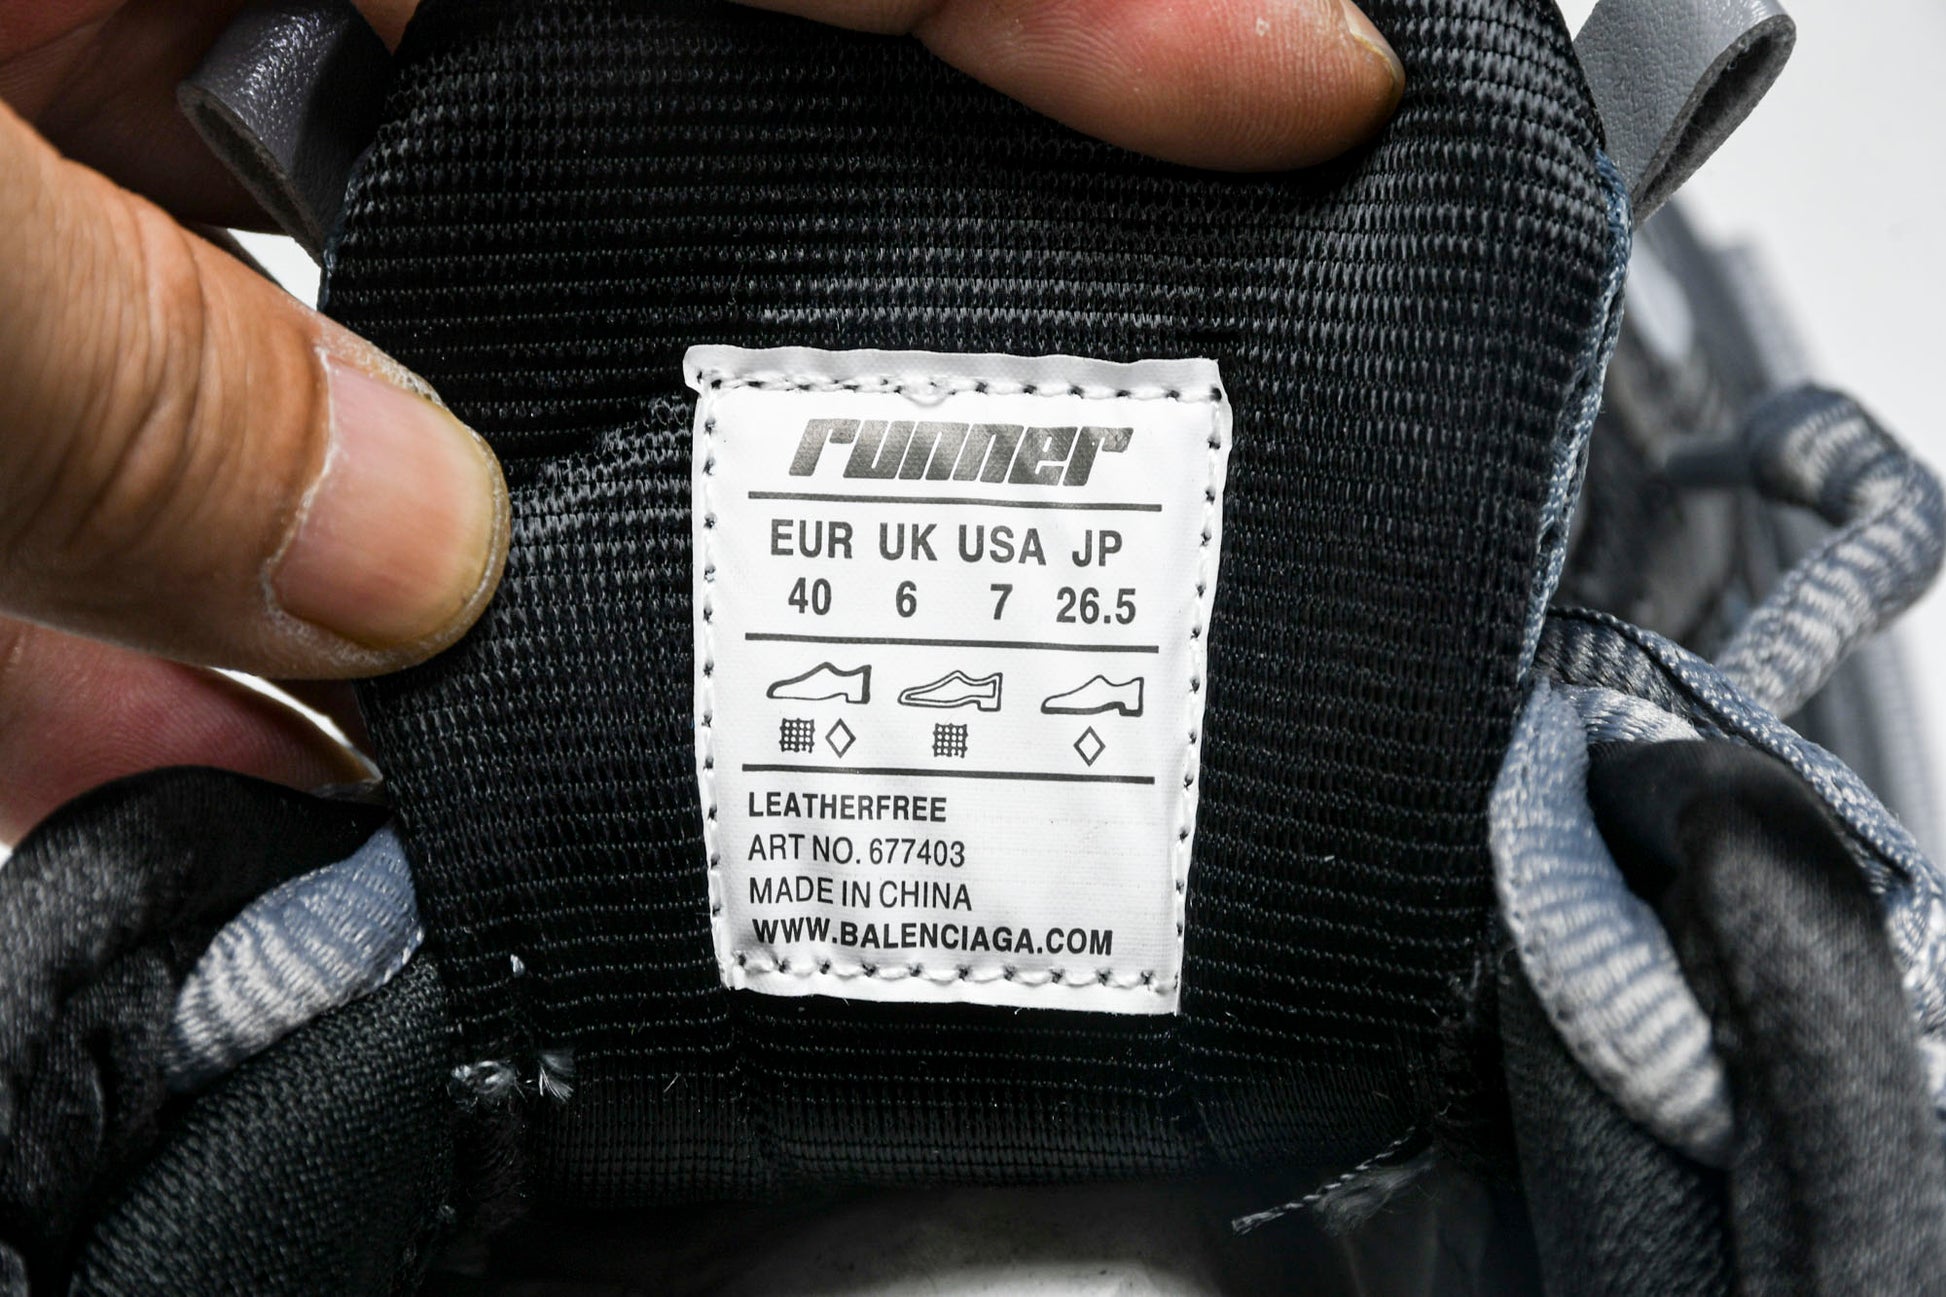 runner
EUR UK USA JP
40 6 7 26.5
LEATHERFREE
ART NO. 677403
MADE IN CHINA
WWW.BALENCIAGA.COM